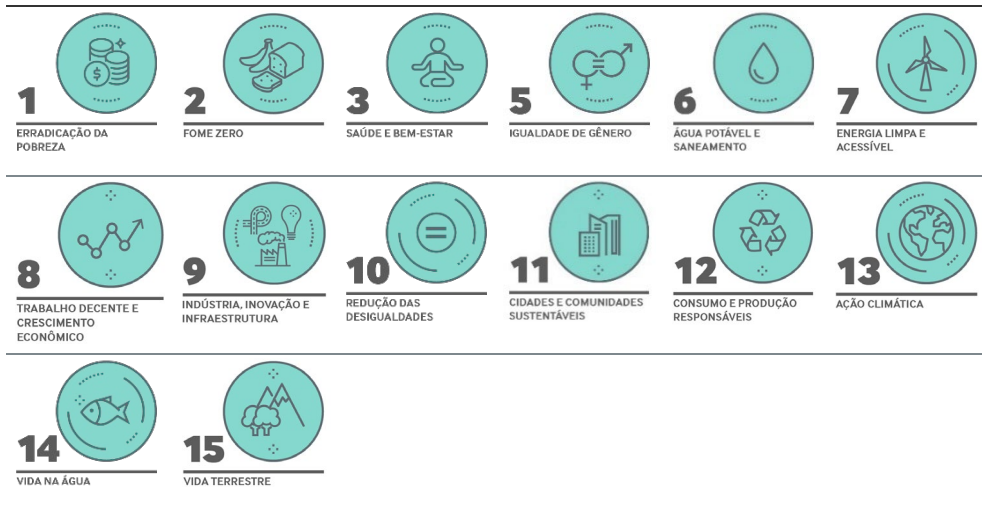 1
ERRADICAÇÃO DA
POBREZA
2
FOME ZERO
3
SAÚDE E BEM-ESTAR
5
IGUALDADE DE GÊNERO
6
ÁGUA POTÁVEL E
SANEAMENTO
7
ENERGIA LIMPA E
ACESSÍVEL
8
TRABALHO DECENTE E
CRESCIMENTO
ECONÔMICO
9
INDÚSTRIA, INOVAÇÃO E
INFRAESTRUTURA
10
REDUÇÃO DAS
DESIGUALDADES
11
CIDADES E COMUNIDADES
SUSTENTÁVEIS
12
CONSUMO E PRODUÇÃO
RESPONSÁVEIS
13
AÇÃO CLIMÁTICA
14
VIDA NA ÁGUA
15
VIDA TERRESTRE